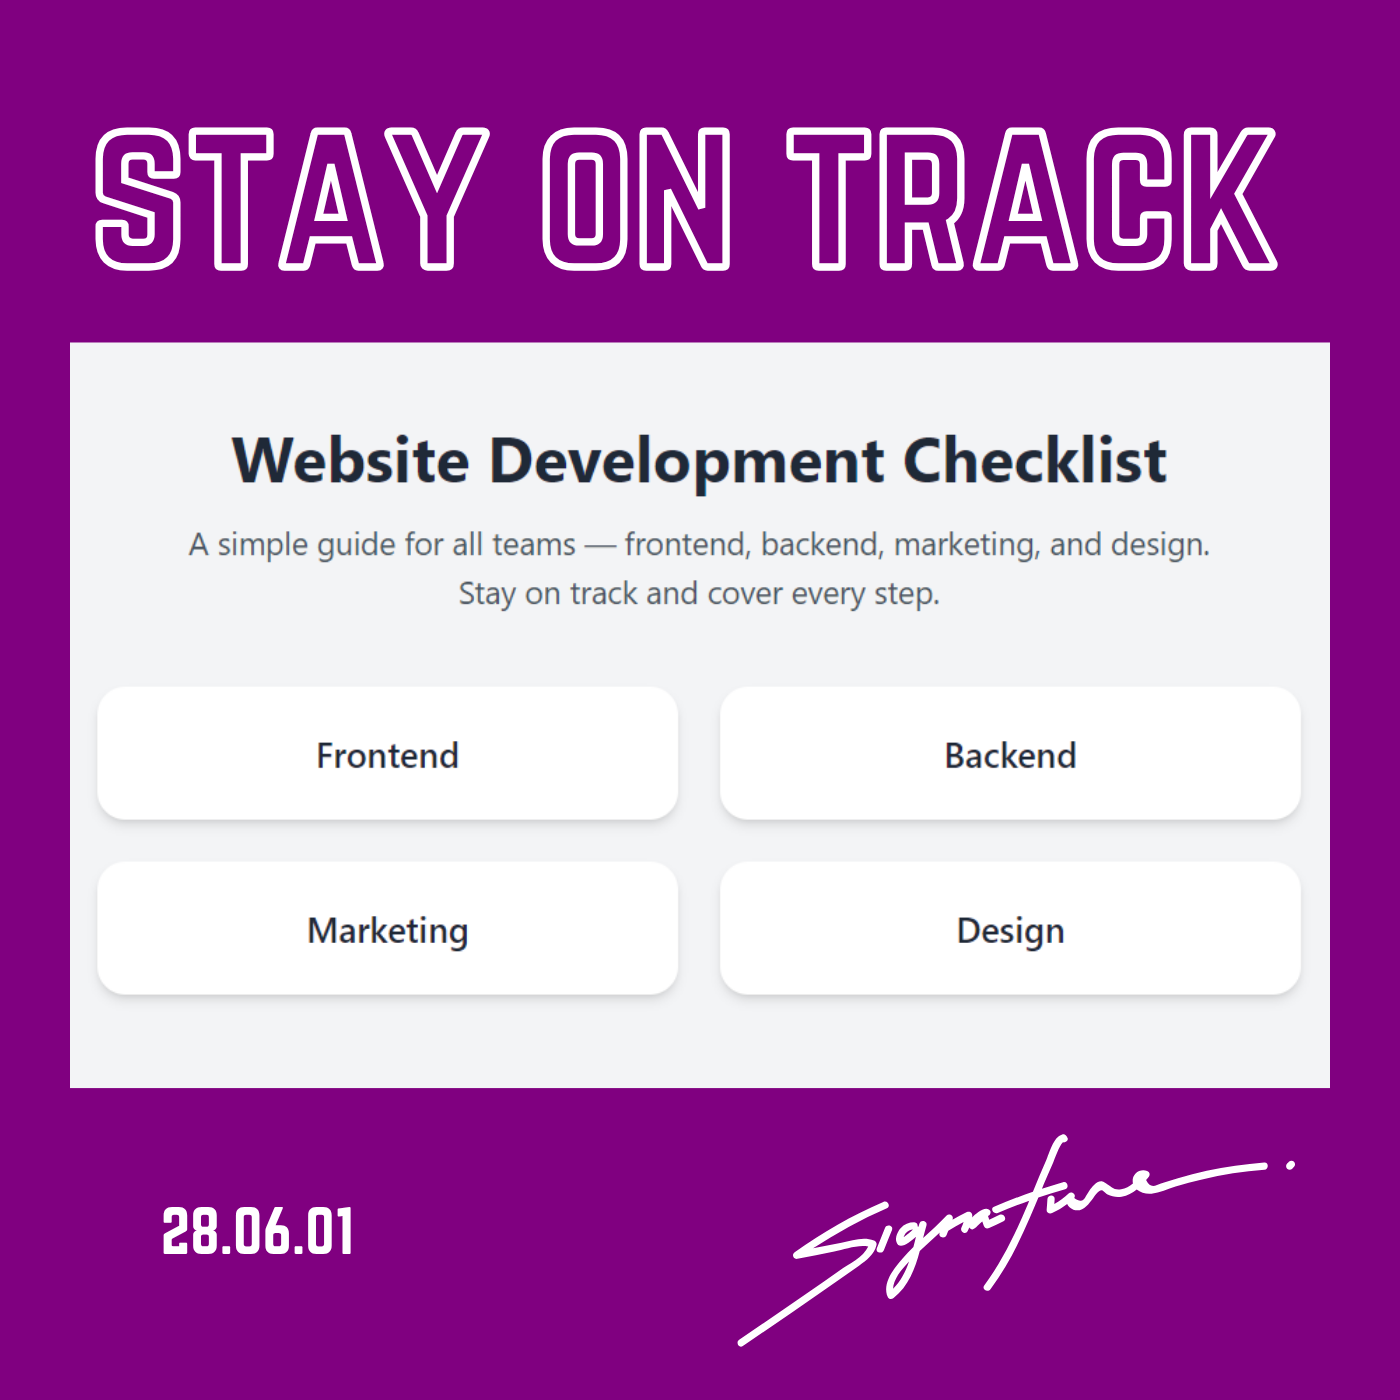 STAY ON TRACK
Website Development Checklist
A simple guide for all teams — frontend, backend, marketing, and design.
Stay on track and cover every step.
Frontend
Backend
Marketing
Design
28.06.01
Signature